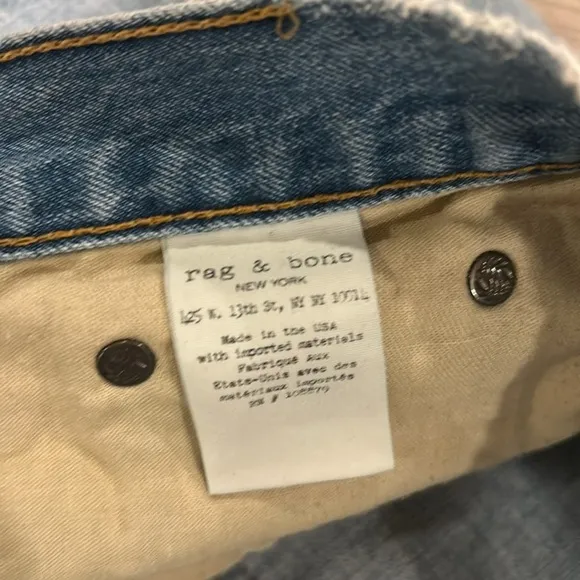 rag & bone
NEW YORK
425 W. 13th St, NY NY 10014
Made in the USA
with imported materials
Fabriqué Aux
Etats-Unis avec des
matériaux importés
RN #